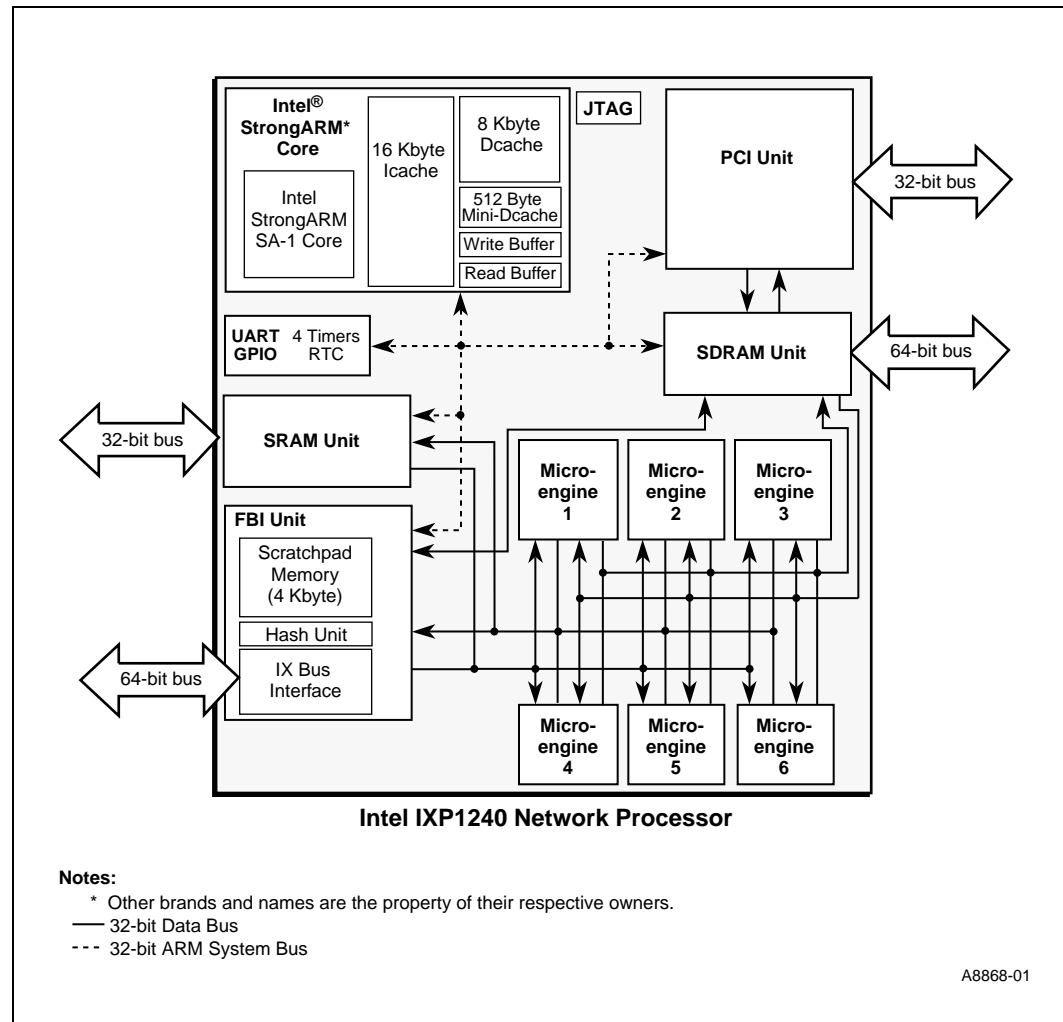 Intel®
StrongARM*
Core
Intel
StrongARM
SA-1 Core
16 Kbyte
Icache
8 Kbyte
Dcache
512 Byte
Mini-Dcache
Write Buffer
Read Buffer
JTAG
PCI Unit
32-bit bus
UART
GPIO
4 Timers
RTC
SDRAM Unit
64-bit bus
32-bit bus
SRAM Unit
Micro-
engine
1
Micro-
engine
2
Micro-
engine
3
FBI Unit
Scratchpad
Memory
(4 Kbyte)
Hash Unit
IX Bus
Interface
64-bit bus
Micro-
engine
4
Micro-
engine
5
Micro-
engine
6
Intel IXP1240 Network Processor
Notes:
* Other brands and names are the property of their respective owners.
32-bit Data Bus
32-bit ARM System Bus
A8868-01